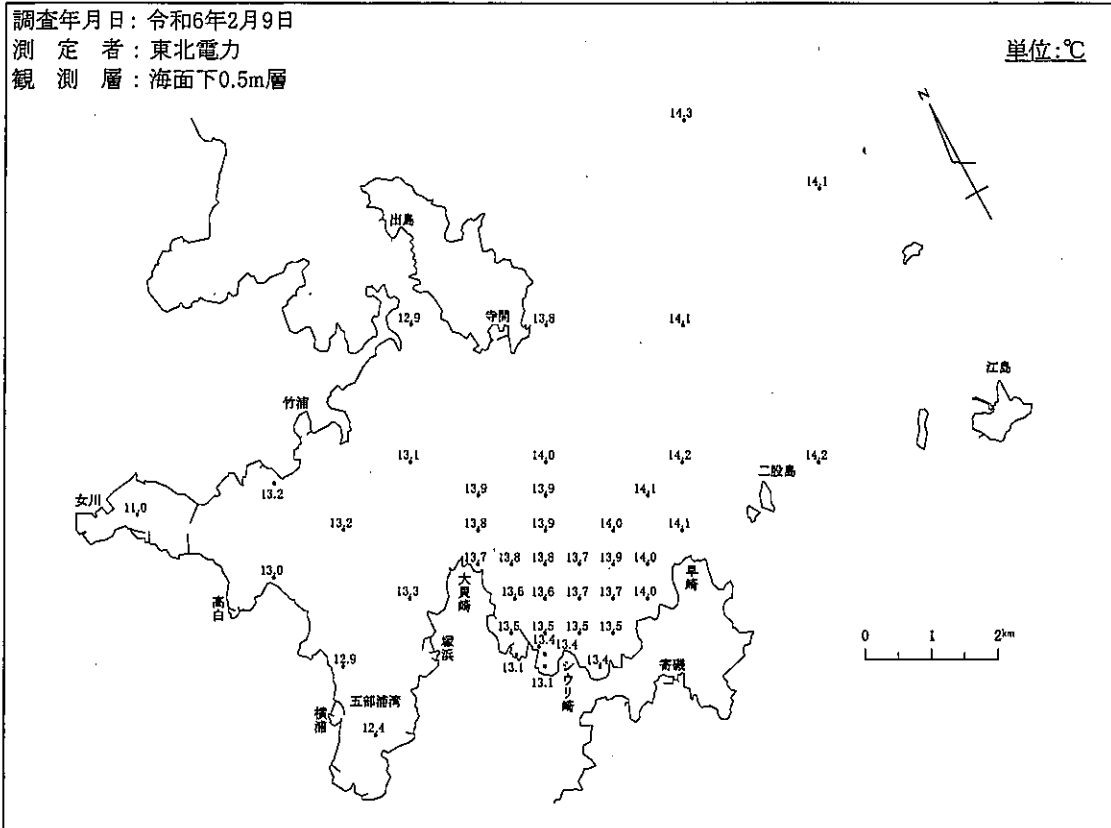 調査年月日：令和6年2月9日
測定者：東北電力
観測層：海面下0.5m層
単位：℃
N
14.3
14.1
出島
12.9
寺間
13.8
14.1
江島
竹浦
13.1
14.0
14.2
14.2
二股島
13.2
13.9
13.9
14.1
女川
11.0
13.2
13.8
13.9
14.0
14.1
13.7
13.8
13.8
13.7
13.9
14.0
早崎
13.0
大貝崎
高白
13.3
13.6
13.6
13.7
13.7
14.0
13.5
13.5
13.5
13.5
塚浜
13.4
13.4
0 1 2km
12.9
13.1
13.1
シウリ崎
13.4
寄磯
五部浦湾
横浦
12.4